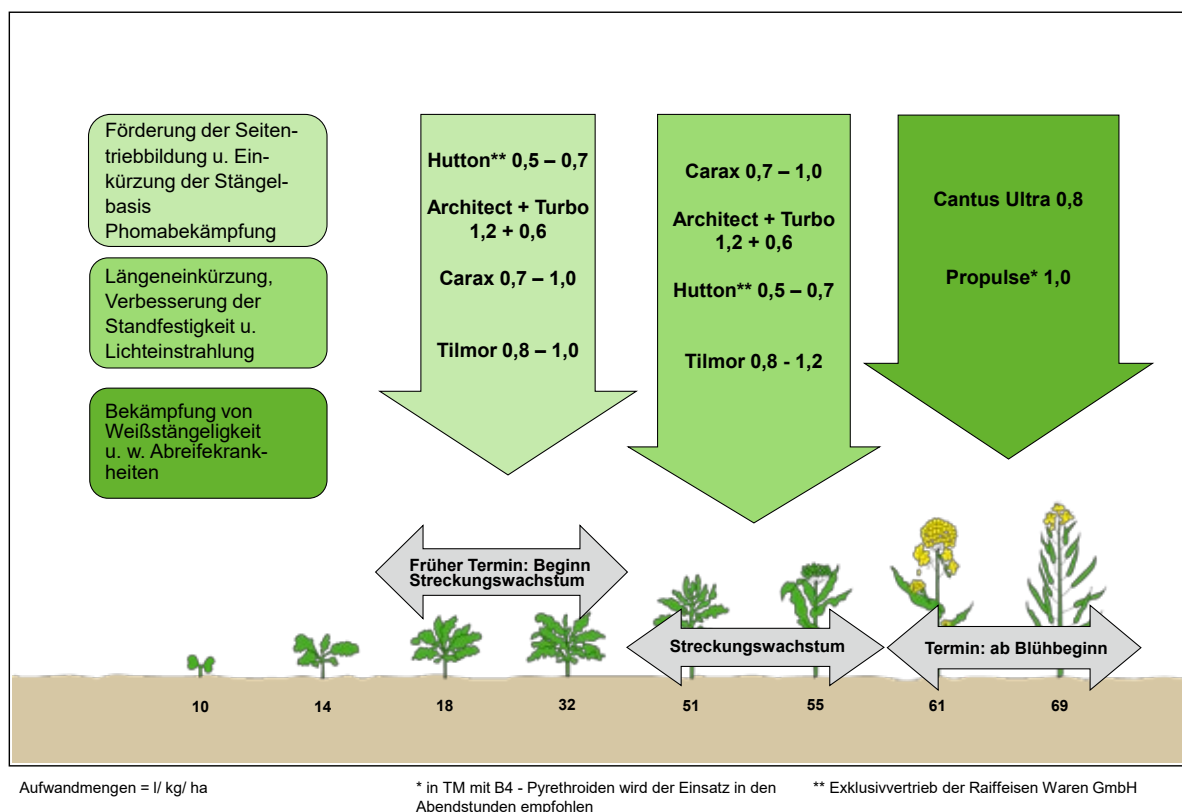 Förderung der Seiten-
triebbildung u. Ein-
kürzung der Stängel-
basis
Phomabekämpfung
Längeneinkürzung,
Verbesserung der
Standfestigkeit u.
Lichteinstrahlung
Bekämpfung von
Weißstängeligkeit
u. w. Abreifekrank-
heiten
Hutton** 0,5 – 0,7
Architect + Turbo
1,2 + 0,6
Carax 0,7 – 1,0
Tilmor 0,8 – 1,0
Carax 0,7 – 1,0
Architect + Turbo
1,2 + 0,6
Hutton** 0,5 – 0,7
Tilmor 0,8 - 1,2
Cantus Ultra 0,8
Propulse* 1,0
Früher Termin: Beginn
Streckungswachstum
Streckungswachstum
Termin: ab Blühbeginn
10 14 18 32 51 55 61 69
Aufwandmengen = l/ kg/ ha
* in TM mit B4 - Pyrethroiden wird der Einsatz in den
Abendstunden empfohlen
** Exklusivvertrieb der Raiffeisen Waren GmbH